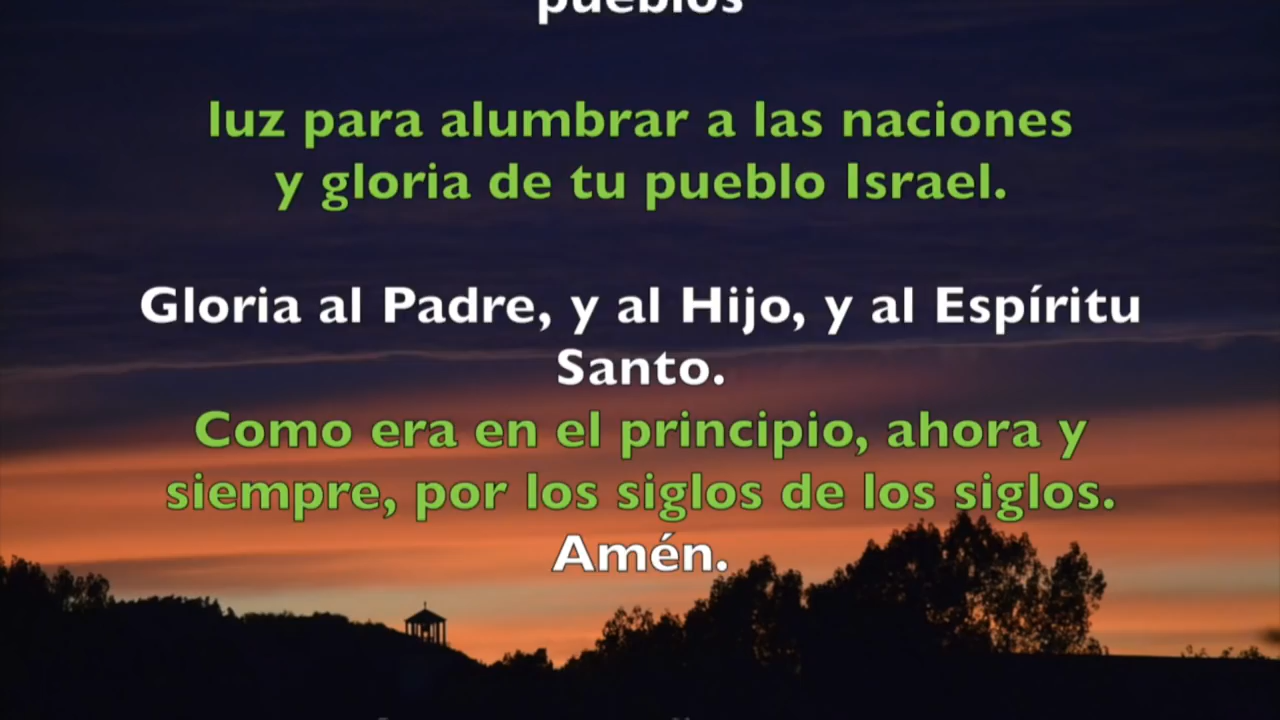 pueblos
luz para alumbrar a las naciones
y gloria de tu pueblo Israel.
Gloria al Padre, y al Hijo, y al Espíritu
Santo.
Como era en el principio, ahora y
siempre, por los siglos de los siglos.
Amén.